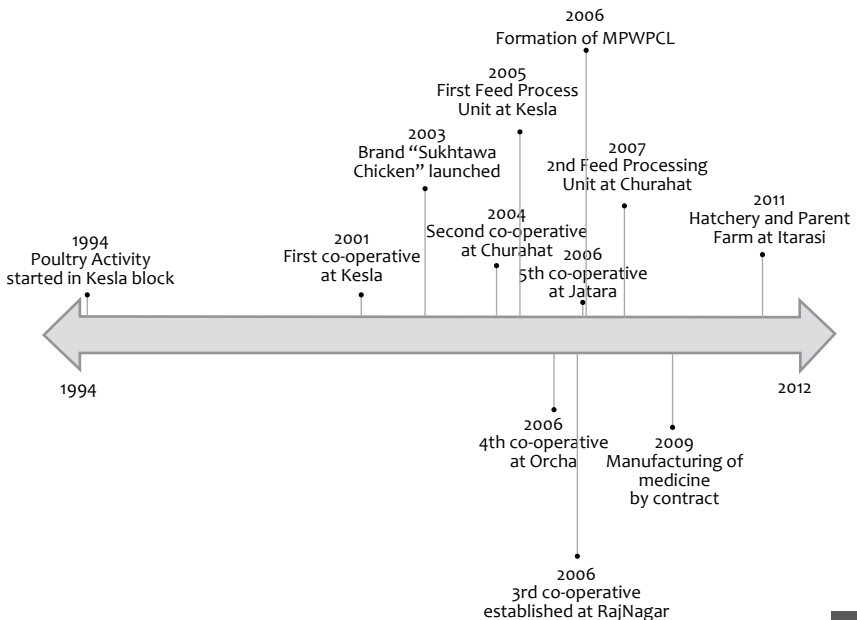 2006
Formation of MPWPCL
2005
First Feed Process
Unit at Kesla
2003
Brand “Sukhtawa
Chicken” launched
2007
2nd Feed Processing
Unit at Churahat
2011
Hatchery and Parent
Farm at Itarasi
1994
Poultry Activity
started in Kesla block
2001
First co-operative
at Kesla
2004
Second co-operative
at Churahat
2006
5th co-operative
at Jatara
1994
2012
2006
4th co-operative
at Orcha
2009
Manufacturing of
medicine
by contract
2006
3rd co-operative
established at RajNagar